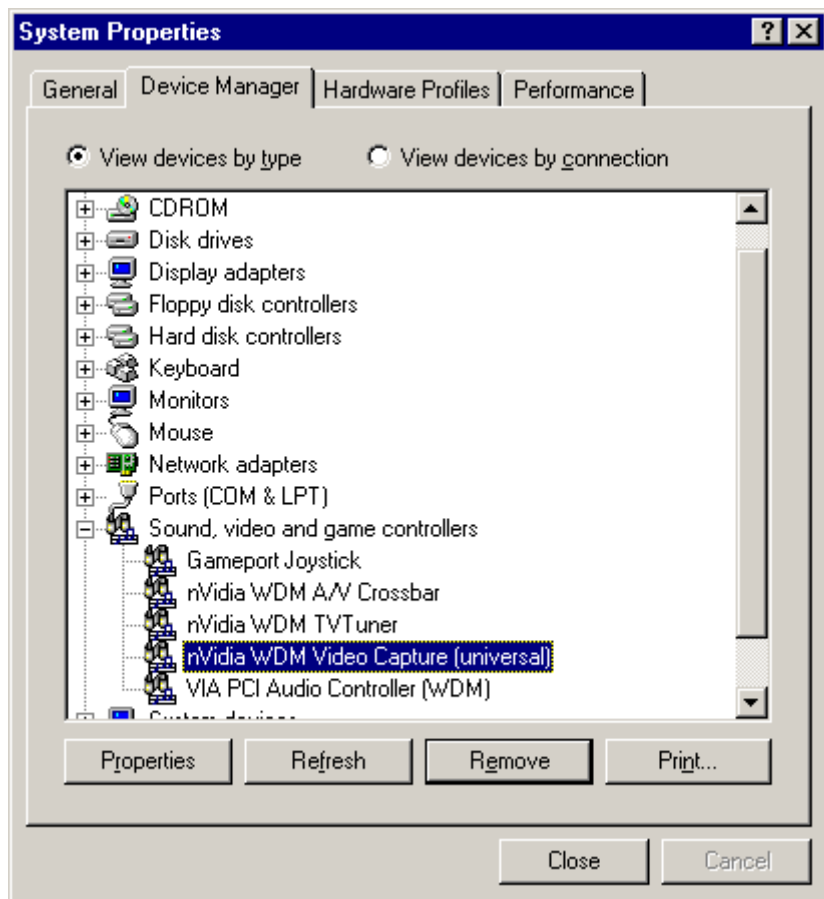 System Properties
General Device Manager Hardware Profiles Performance
View devices by type View devices by connection
CDROM
Disk drives
Display adapters
Floppy disk controllers
Hard disk controllers
Keyboard
Monitors
Mouse
Network adapters
Ports (COM & LPT)
Sound, video and game controllers
Gameport Joystick
nVidia WDM A/V Crossbar
nVidia WDM TVTuner
nVidia WDM Video Capture (universal)
VIA PCI Audio Controller (WDM)
System devices
Properties Refresh Remove Print...
Close Cancel